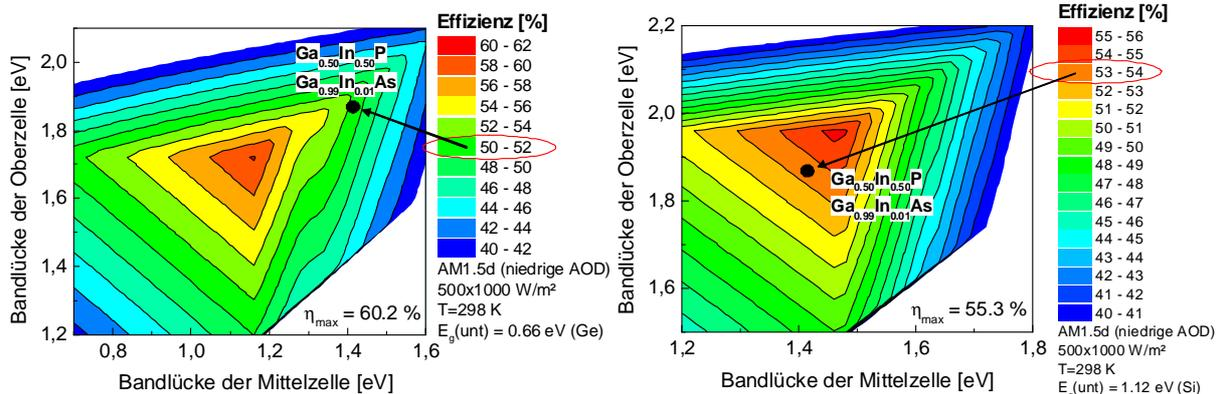 Effizienz [%]
60 - 62
58 - 60
56 - 58
54 - 56
52 - 54
50 - 52
48 - 50
46 - 48
44 - 46
42 - 44
40 - 42
AM1.5d (niedrige AOD)
500x1000 W/m²
T=298 K
E_g(unt) = 0.66 eV (Ge)
Ga0.50In0.50P
Ga0.99In0.01As
η_max = 60.2 %
Bandlücke der Oberzelle [eV]
2,0
1,8
1,6
1,4
1,2
0,8 1,0 1,2 1,4 1,6
Bandlücke der Mittelzelle [eV]
Effizienz [%]
55 - 56
54 - 55
53 - 54
52 - 53
51 - 52
50 - 51
49 - 50
48 - 49
47 - 48
46 - 47
45 - 46
44 - 45
43 - 44
42 - 43
41 - 42
40 - 41
AM1.5d (niedrige AOD)
500x1000 W/m²
T=298 K
E_g(unt) = 1.12 eV (Si)
Ga0.50In0.50P
Ga0.99In0.01As
η_max = 55.3 %
Bandlücke der Oberzelle [eV]
2,2
2,0
1,8
1,6
1,2 1,4 1,6 1,8
Bandlücke der Mittelzelle [eV]